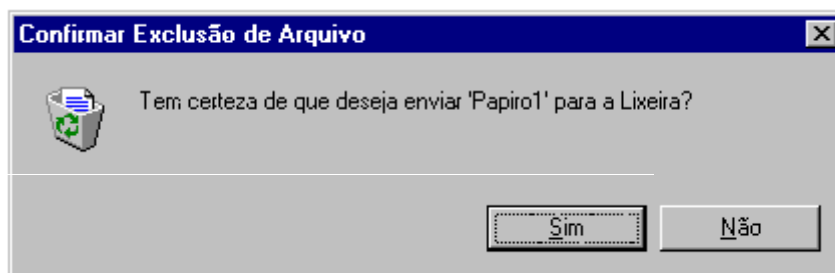 Confirmar Exclusão de Arquivo
Tem certeza de que deseja enviar 'Papiro1' para a Lixeira?
Sim
Não